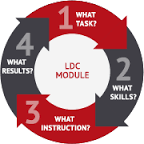 1 WHAT
TASK?
2
WHAT
SKILLS?
3 WHAT
INSTRUCTION?
4
WHAT
RESULTS?
LDC
MODULE